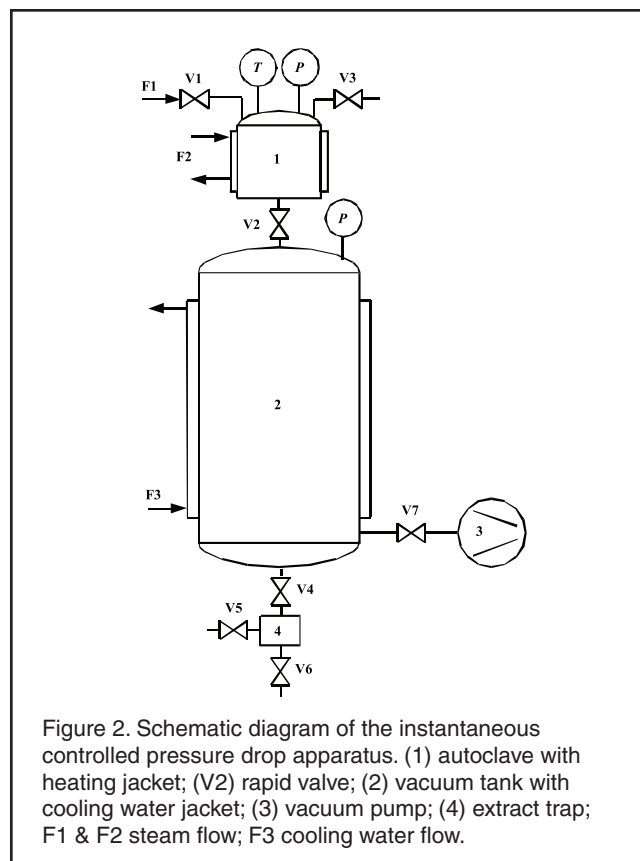 T
P
V1
V3
F1
F2
1
V2
P
2
F3
V7
3
V4
V5
4
V6
Figure 2. Schematic diagram of the instantaneous
controlled pressure drop apparatus. (1) autoclave with
heating jacket; (V2) rapid valve; (2) vacuum tank with
cooling water jacket; (3) vacuum pump; (4) extract trap;
F1 & F2 steam flow; F3 cooling water flow.